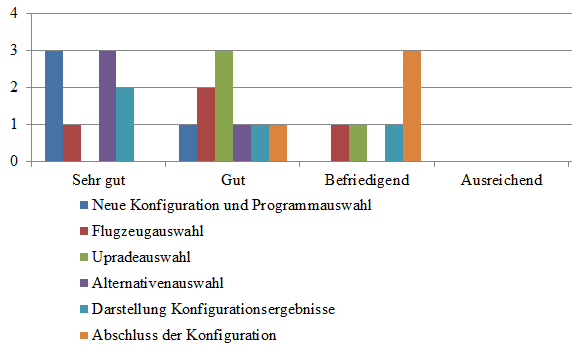 4
3
2
1
0
Sehr gut Gut Befriedigend Ausreichend
Neue Konfiguration und Programmauswahl
Flugzeugauswahl
Upradeauswahl
Alternativenauswahl
Darstellung Konfigurationsergebnisse
Abschluss der Konfiguration